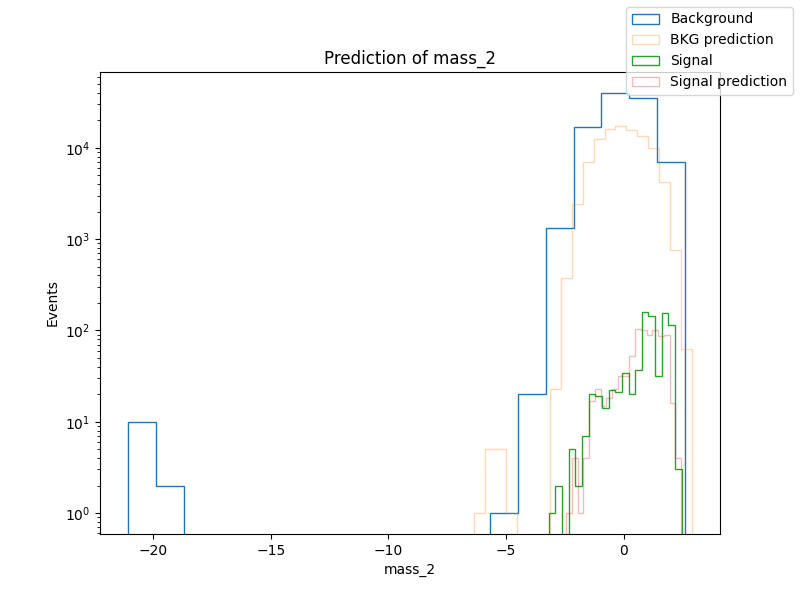 Prediction of mass_2
Background
BKG prediction
Signal
Signal prediction
Events
10⁴
10³
10²
10¹
10⁰
−20
−15
−10
−5
0
mass_2